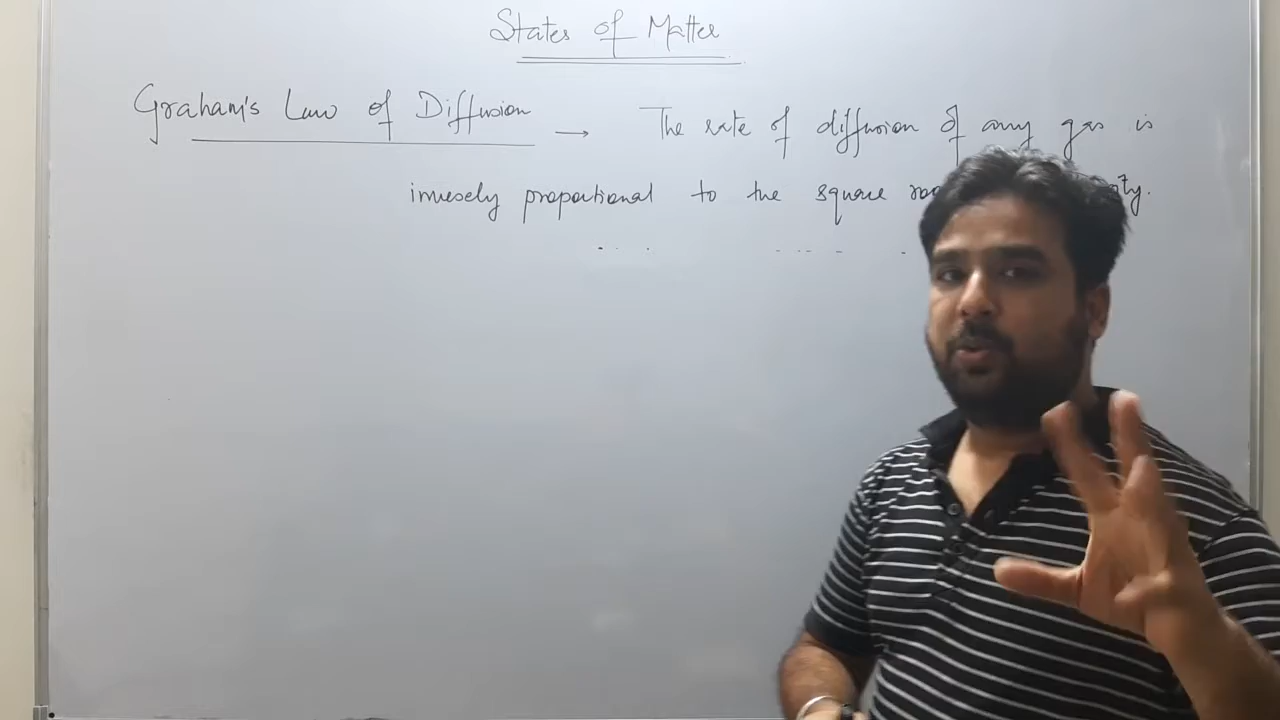 States of Matter
Graham's Law of Diffusion → The rate of diffusion of any gas is
inversely proportional to the square